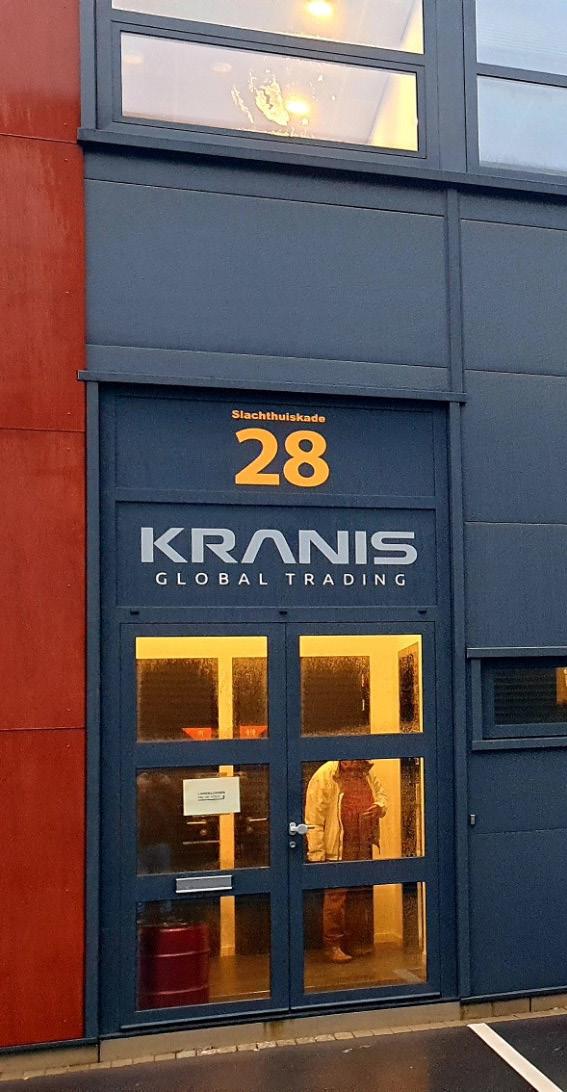 Slachthuiskade
28
KRANIS
GLOBAL TRADING